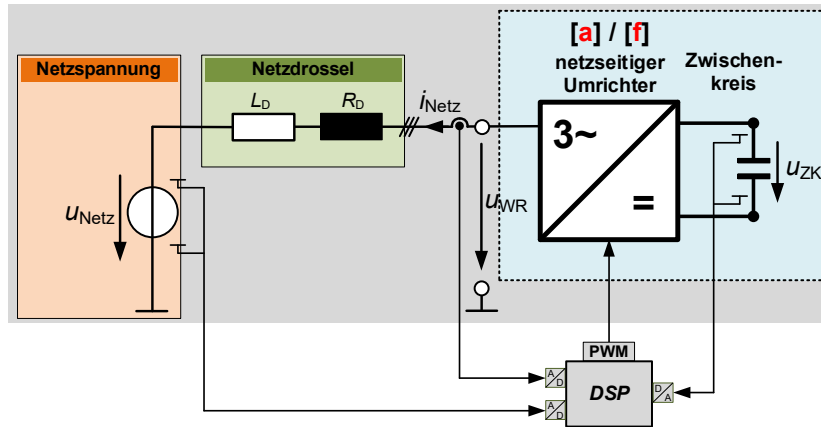 [a] / [f]
netzseitiger
Umrichter
Zwischen-
kreis
Netzspannung
Netzdrossel
L_D
R_D
i_Netz
3~
=
u_ZK
u_Netz
u_WR
PWM
A/D
DSP
D/A
A/D